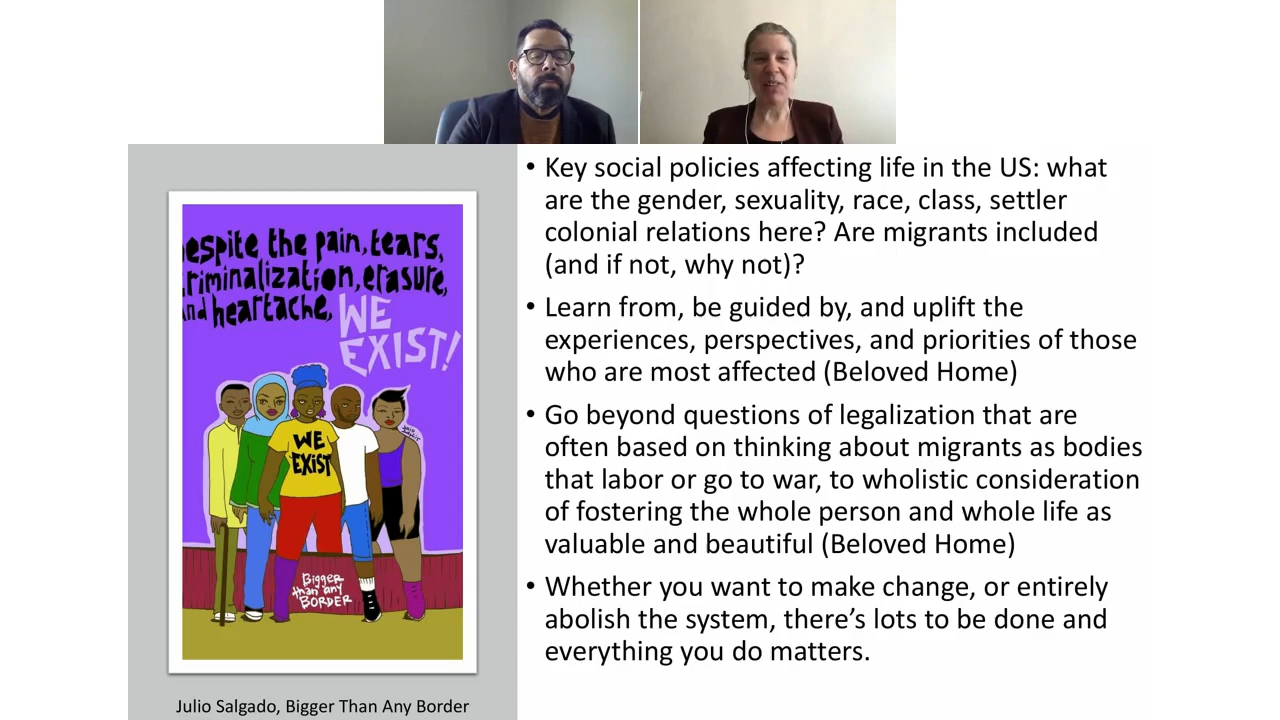 espite the pain, tears,
riminalization, erasure,
nd heartache, WE
EXIST!
WE
EXIST
Bigger
than any
BORDER
Julio Salgado, Bigger Than Any Border
• Key social policies affecting life in the US: what
are the gender, sexuality, race, class, settler
colonial relations here? Are migrants included
(and if not, why not)?
• Learn from, be guided by, and uplift the
experiences, perspectives, and priorities of those
who are most affected (Beloved Home)
• Go beyond questions of legalization that are
often based on thinking about migrants as bodies
that labor or go to war, to wholistic consideration
of fostering the whole person and whole life as
valuable and beautiful (Beloved Home)
• Whether you want to make change, or entirely
abolish the system, there’s lots to be done and
everything you do matters.